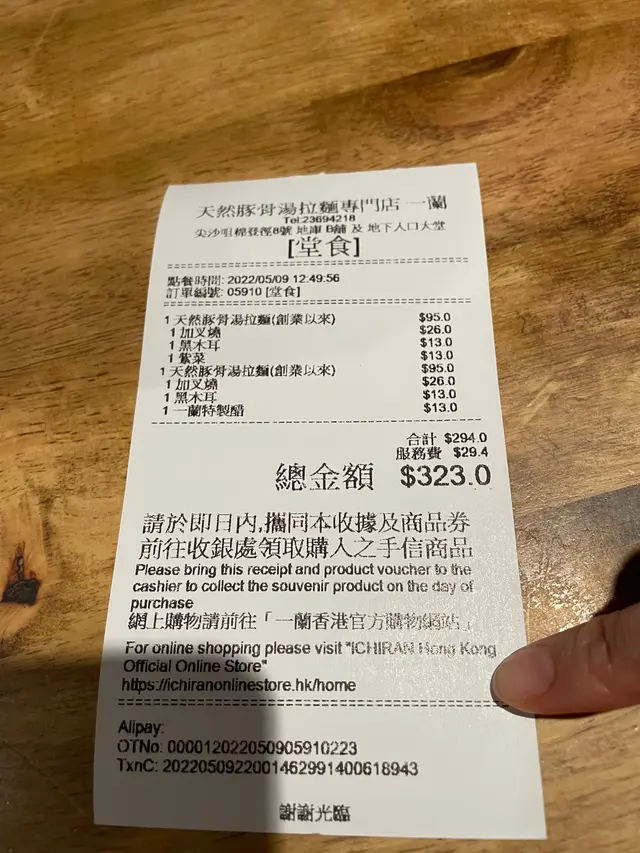 天然豚骨湯拉麵專門店 一蘭
Tel:23694218
尖沙咀棉登徑8號 地庫 B舖 及 地下入口大堂
[堂食]
點餐時間: 2022/05/09 12:49:56
訂單編號: 05910 [堂食]
1 天然豚骨湯拉麵(創業以來) $95.0
1 加叉燒 $26.0
1 黑木耳 $13.0
1 紫菜 $13.0
1 天然豚骨湯拉麵(創業以來) $95.0
1 加叉燒 $26.0
1 黑木耳 $13.0
1 一蘭特製醋 $13.0
合計 $294.0
服務費 $29.4
總金額 $323.0
請於即日內,攜同本收據及商品券
前往收銀處領取購入之手信商品
Please bring this receipt and product voucher to the
cashier to collect the souvenir product on the day of
purchase
網上購物請前往「一蘭香港官方購物網站」
For online shopping please visit "ICHIRAN Hong Kong
Official Online Store"
https://ichiranonlinestore.hk/home
Alipay:
OTNo: 000012022050905910223
TxnC: 2022050922001462991400618943
謝謝光臨